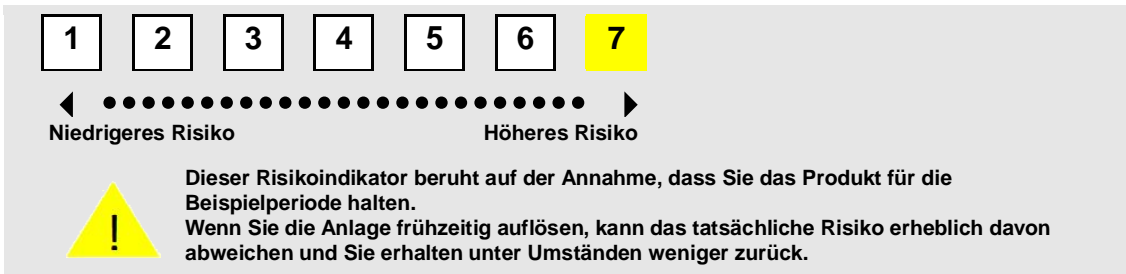 1 2 3 4 5 6 7
Niedrigeres Risiko Höheres Risiko
Dieser Risikoindikator beruht auf der Annahme, dass Sie das Produkt für die
Beispielperiode halten.
Wenn Sie die Anlage frühzeitig auflösen, kann das tatsächliche Risiko erheblich davon
abweichen und Sie erhalten unter Umständen weniger zurück.
!